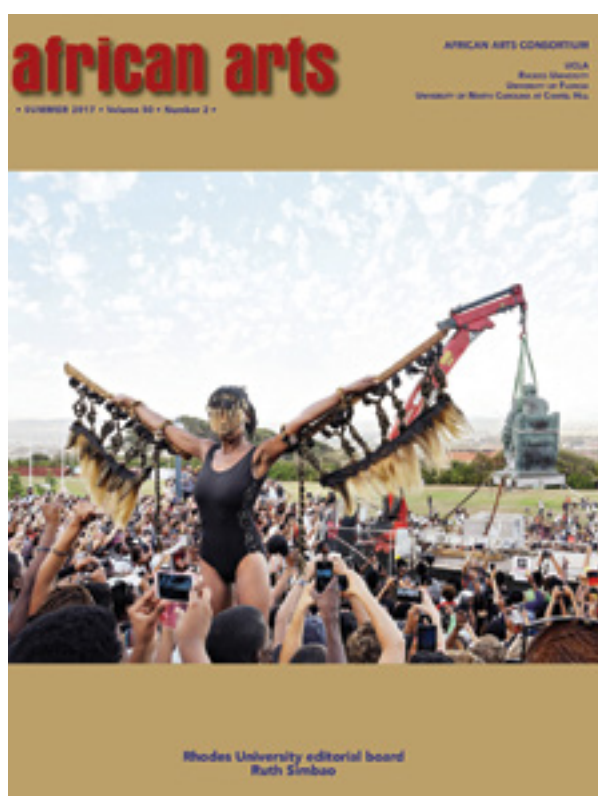 african arts
• SUMMER 2017 • Volume 50 • Number 2 •
AFRICAN ARTS CONSORTIUM
UCLA
RHODES UNIVERSITY
UNIVERSITY OF FLORIDA
UNIVERSITY OF NORTH CAROLINA AT CHAPEL HILL
Rhodes University editorial board
Ruth Simbao